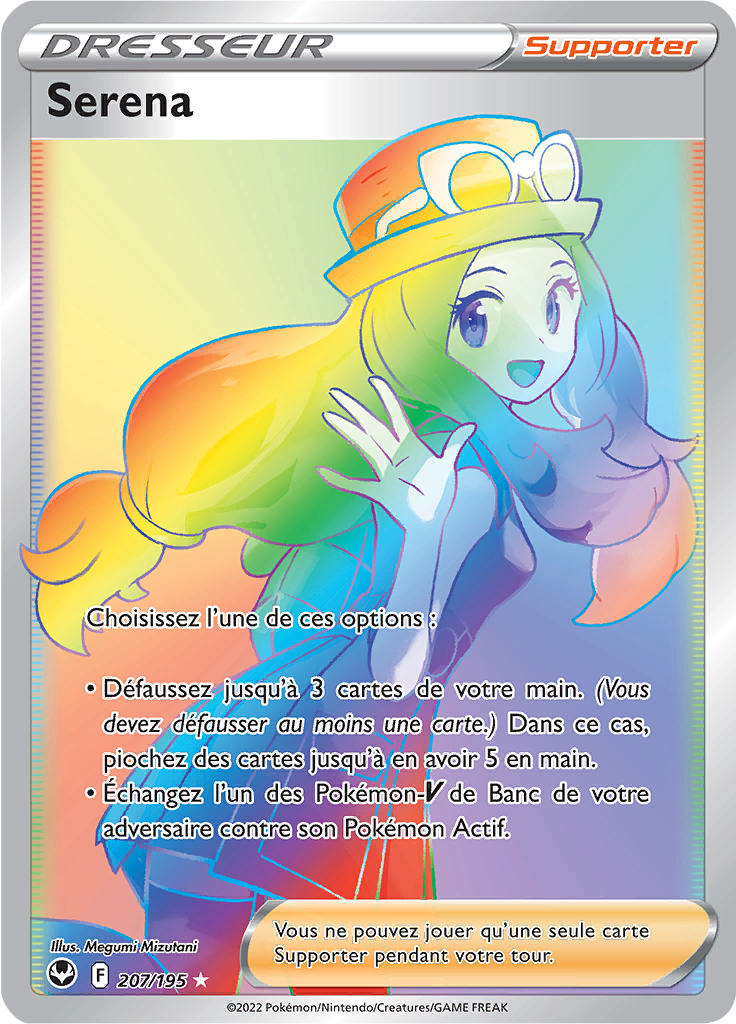 DRESSEUR
Supporter
Serena
Choisissez l'une de ces options :
• Défaussez jusqu'à 3 cartes de votre main. (Vous
devez défausser au moins une carte.) Dans ce cas,
piochez des cartes jusqu'à en avoir 5 en main.
• Échangez l'un des Pokémon-V de Banc de votre
adversaire contre son Pokémon Actif.
Vous ne pouvez jouer qu'une seule carte
Supporter pendant votre tour.
Illus. Megumi Mizutani
F 207/195 ★
©2022 Pokémon/Nintendo/Creatures/GAME FREAK